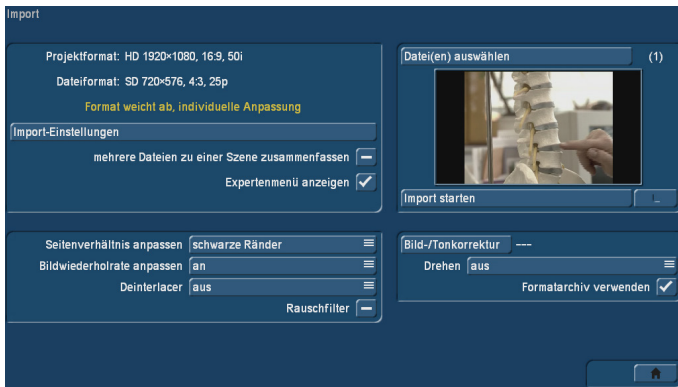 Import
Projektformat: HD 1920×1080, 16:9, 50i
Dateiformat: SD 720×576, 4:3, 25p
Format weicht ab, individuelle Anpassung
Import-Einstellungen
mehrere Dateien zu einer Szene zusammenfassen
Expertenmenü anzeigen
Datei(en) auswählen (1)
Import starten
Seitenverhältnis anpassen schwarze Ränder
Bildwiederholrate anpassen an
Deinterlacer aus
Rauschfilter
Bild-/Tonkorrektur ---
Drehen aus
Formatarchiv verwenden